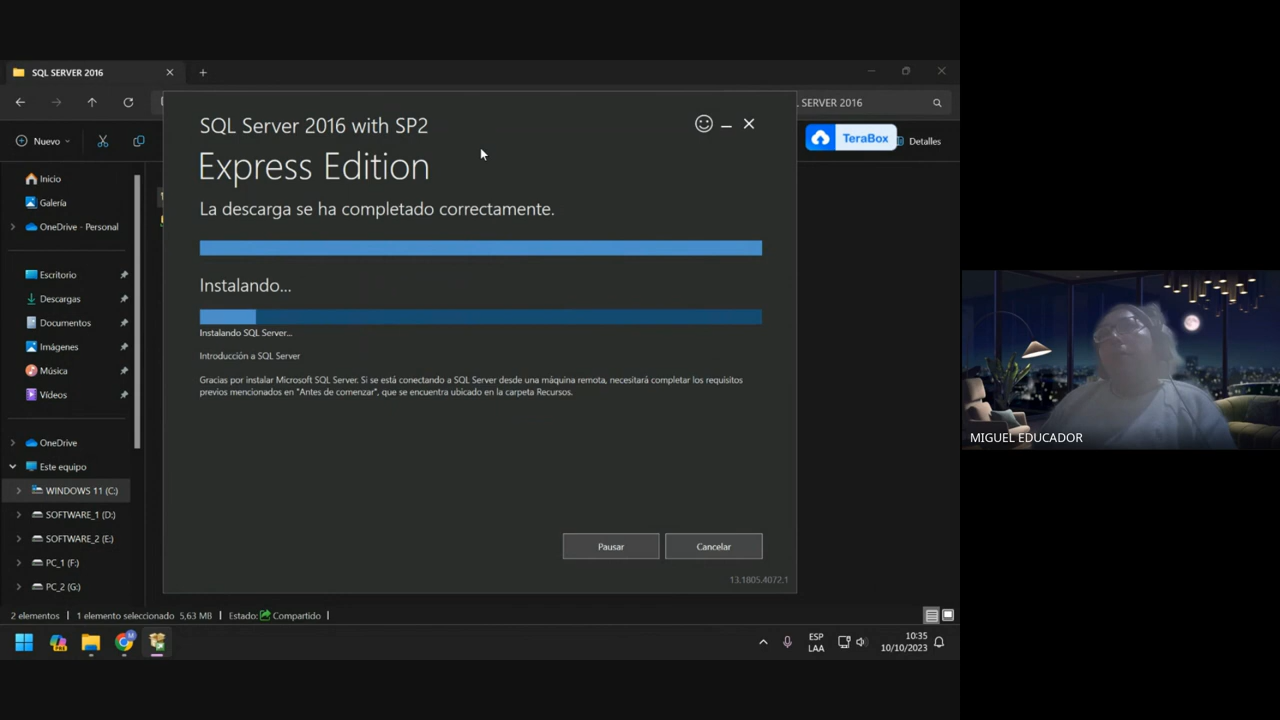 SQL SERVER 2016
SERVER 2016
Nuevo
TeraBox
Detalles
SQL Server 2016 with SP2
Express Edition
La descarga se ha completado correctamente.
Instalando...
Instalando SQL Server...
Introducción a SQL Server
Gracias por instalar Microsoft SQL Server. Si se está conectando a SQL Server desde una máquina remota, necesitará completar los requisitos
previos mencionados en "Antes de comenzar", que se encuentra ubicado en la carpeta Recursos.
Pausar
Cancelar
13.1805.4072.1
Inicio
Galería
OneDrive - Personal
Escritorio
Descargas
Documentos
Imágenes
Música
Vídeos
OneDrive
Este equipo
WINDOWS 11 (C:)
SOFTWARE_1 (D:)
SOFTWARE_2 (E:)
PC_1 (F:)
PC_2 (G:)
2 elementos | 1 elemento seleccionado 5,63 MB | Estado: Compartido |
ESP
LAA
10:35
10/10/2023
MIGUEL EDUCADOR